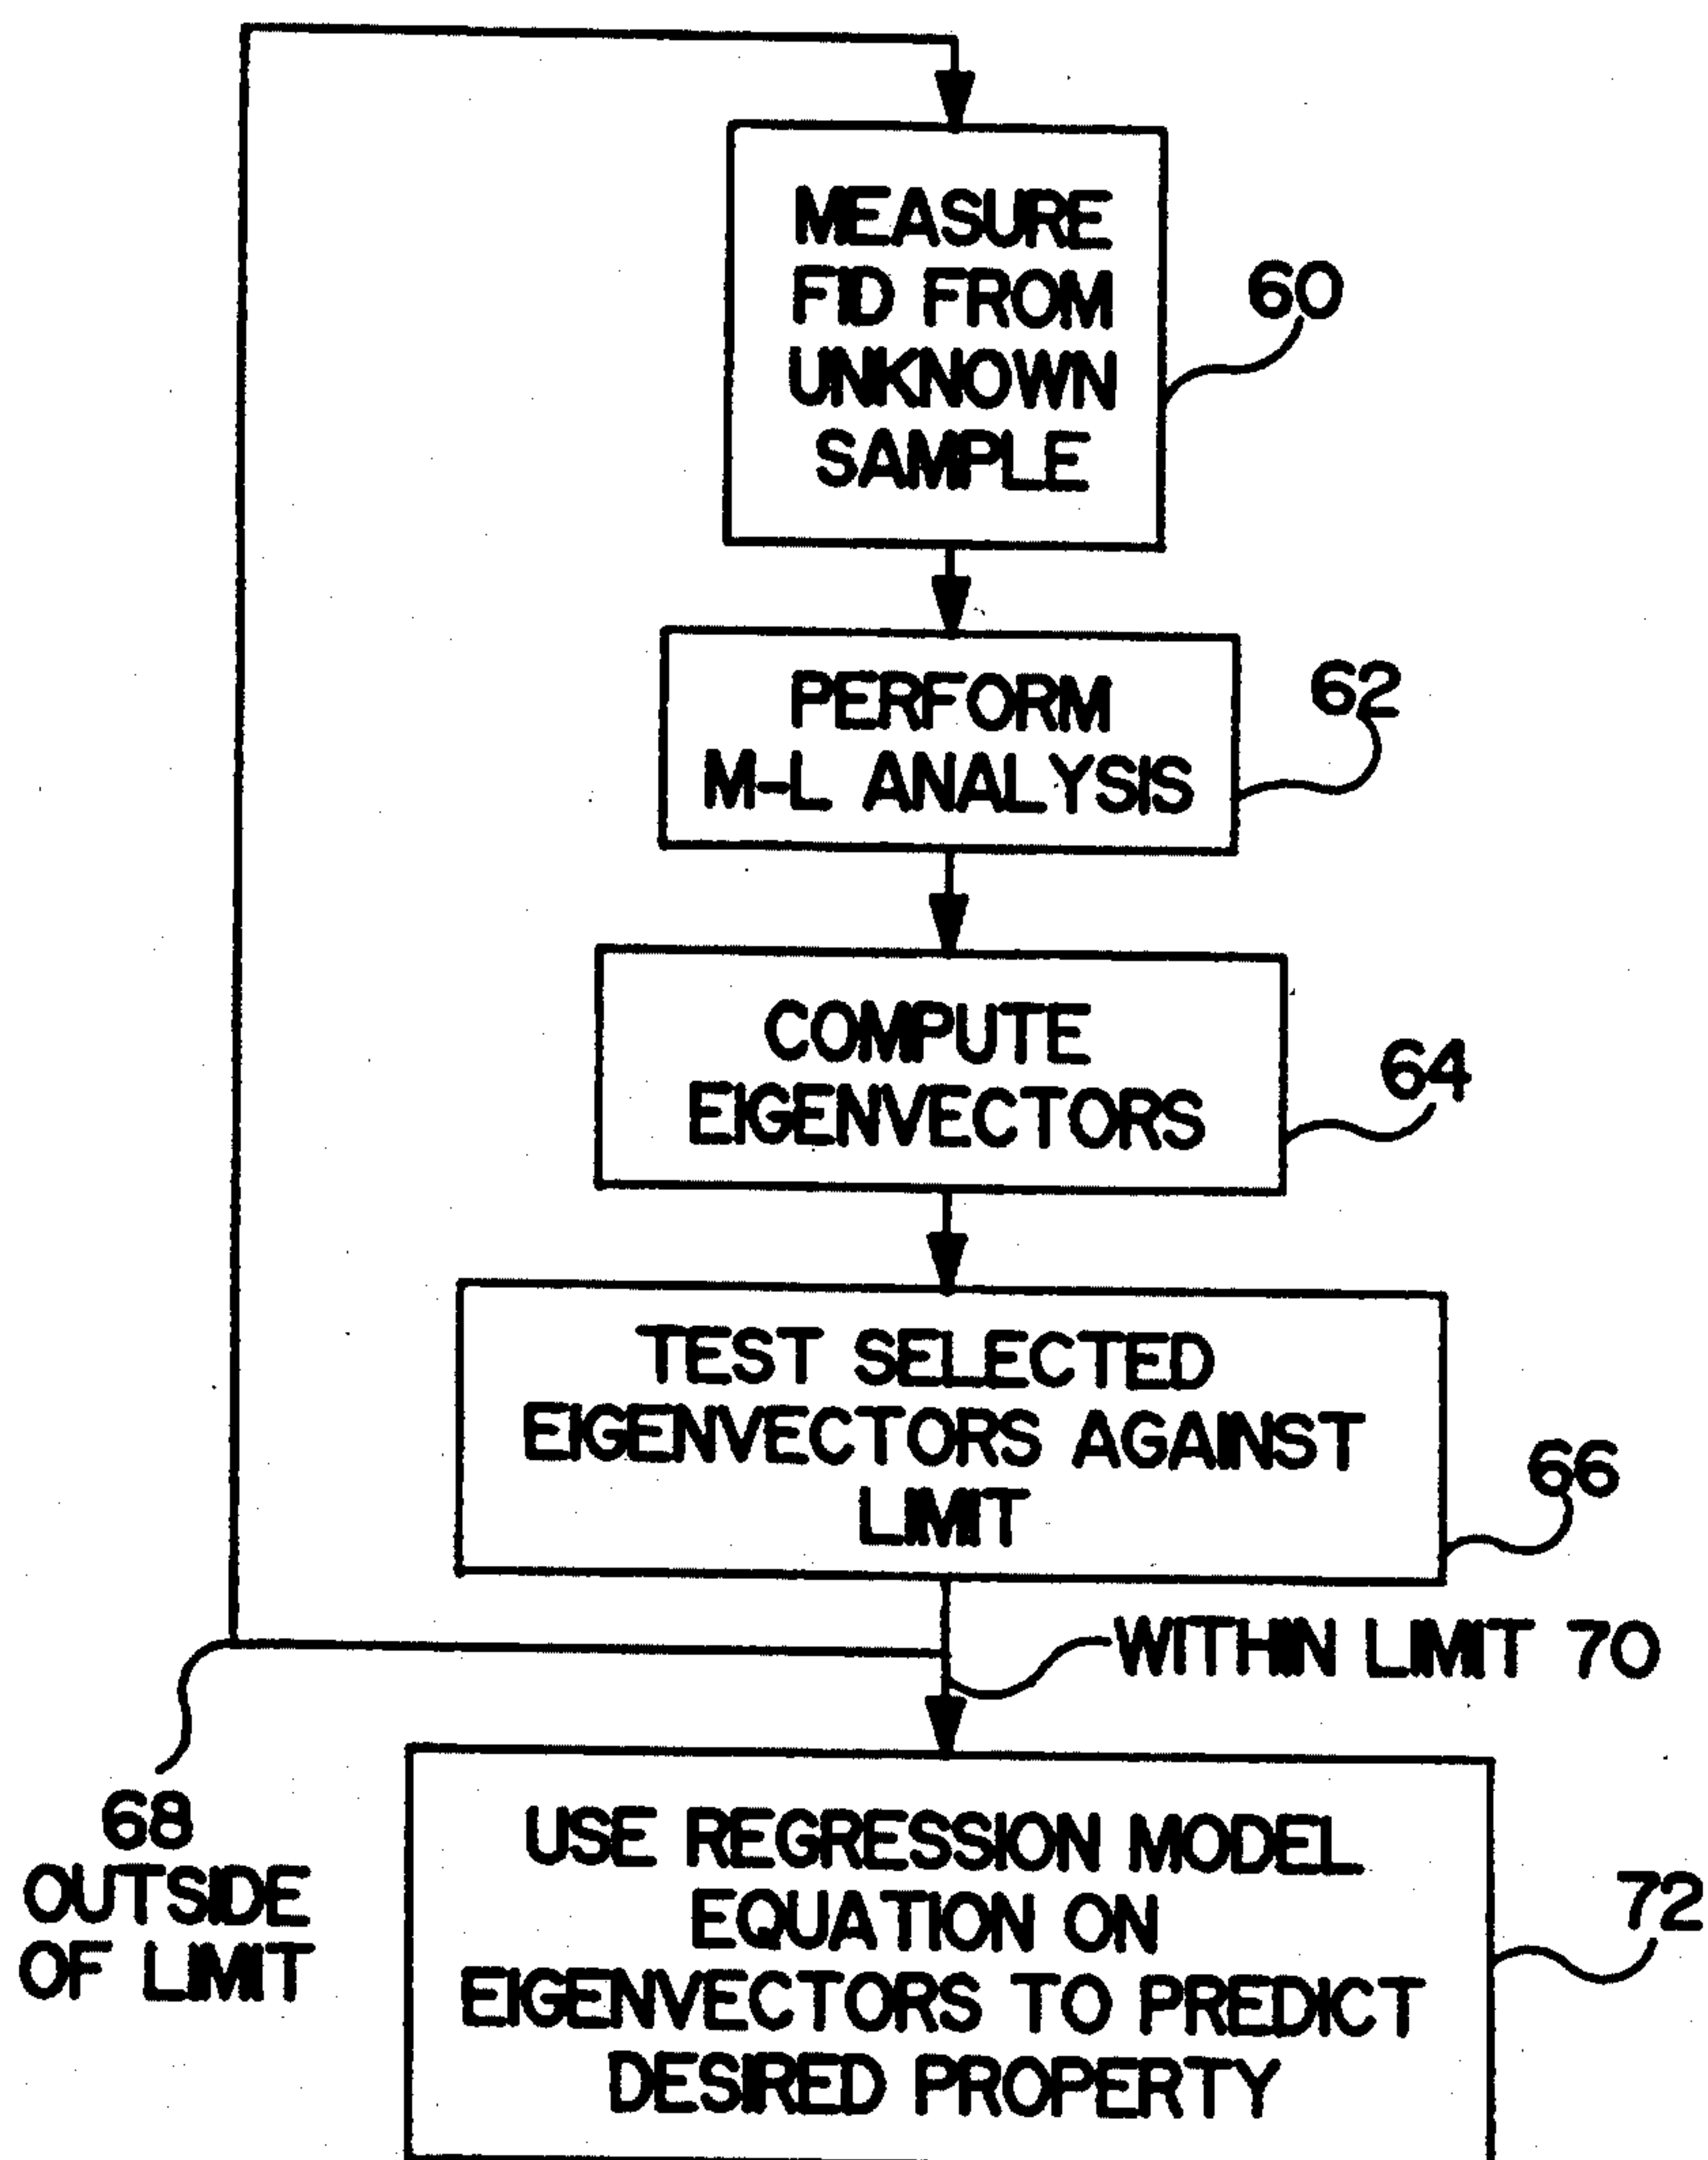 MEASURE
FID FROM
UNKNOWN
SAMPLE
60
PERFORM
M-L ANALYSIS
62
COMPUTE
EIGENVECTORS
64
TEST SELECTED
EIGENVECTORS AGAINST
LIMIT
66
WITHIN LIMIT 70
68
OUTSIDE
OF LIMIT
USE REGRESSION MODEL
EQUATION ON
EIGENVECTORS TO PREDICT
DESIRED PROPERTY
72